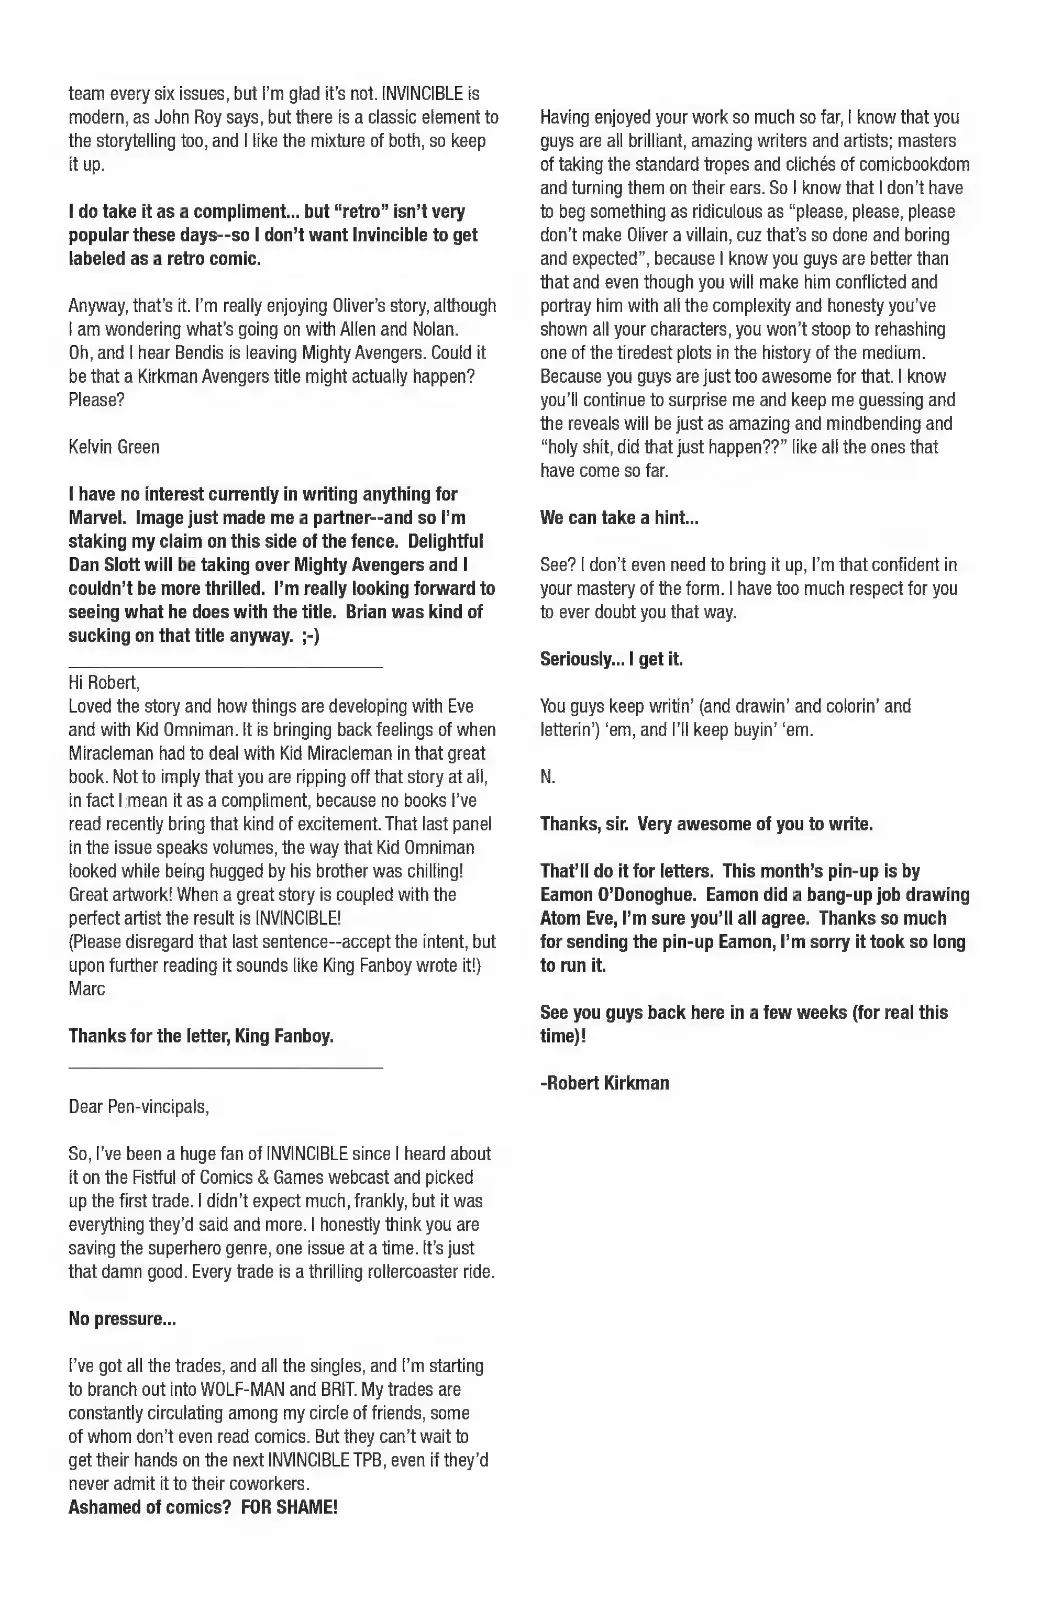 team every six issues, but I'm glad it's not. INVINCIBLE is
modern, as John Roy says, but there is a classic element to
the storytelling too, and I like the mixture of both, so keep
it up.
I do take it as a compliment... but “retro” isn't very
popular these days--so I don't want Invincible to get
labeled as a retro comic.
Anyway, that's it. I'm really enjoying Oliver's story, although
I am wondering what's going on with Allen and Nolan.
Oh, and I hear Bendis is leaving Mighty Avengers. Could it
be that a Kirkman Avengers title might actually happen?
Please?
Kelvin Green
I have no interest currently in writing anything for
Marvel.  Image just made me a partner--and so I'm
staking my claim on this side of the fence.  Delightful
Dan Slott will be taking over Mighty Avengers and I
couldn't be more thrilled.  I'm really looking forward to
seeing what he does with the title.  Brian was kind of
sucking on that title anyway.  ;-)
Hi Robert,
Loved the story and how things are developing with Eve
and with Kid Omniman. It is bringing back feelings of when
Miracleman had to deal with Kid Miracleman in that great
book. Not to imply that you are ripping off that story at all,
in fact I mean it as a compliment, because no books I've
read recently bring that kind of excitement. That last panel
in the issue speaks volumes, the way that Kid Omniman
looked while being hugged by his brother was chilling!
Great artwork! When a great story is coupled with the
perfect artist the result is INVINCIBLE!
(Please disregard that last sentence--accept the intent, but
upon further reading it sounds like King Fanboy wrote it!)
Marc
Thanks for the letter, King Fanboy.
Dear Pen-vincipals,
So, I've been a huge fan of INVINCIBLE since I heard about
it on the Fistful of Comics & Games webcast and picked
up the first trade. I didn't expect much, frankly, but it was
everything they'd said and more. I honestly think you are
saving the superhero genre, one issue at a time. It's just
that damn good. Every trade is a thrilling rollercoaster ride.
No pressure...
I've got all the trades, and all the singles, and I'm starting
to branch out into WOLF-MAN and BRIT. My trades are
constantly circulating among my circle of friends, some
of whom don't even read comics. But they can't wait to
get their hands on the next INVINCIBLE TPB, even if they'd
never admit it to their coworkers.
Ashamed of comics?  FOR SHAME!
Having enjoyed your work so much so far, I know that you
guys are all brilliant, amazing writers and artists; masters
of taking the standard tropes and clichés of comicbookdom
and turning them on their ears. So I know that I don't have
to beg something as ridiculous as “please, please, please
don't make Oliver a villain, cuz that's so done and boring
and expected”, because I know you guys are better than
that and even though you will make him conflicted and
portray him with all the complexity and honesty you've
shown all your characters, you won't stoop to rehashing
one of the tiredest plots in the history of the medium.
Because you guys are just too awesome for that. I know
you'll continue to surprise me and keep me guessing and
the reveals will be just as amazing and mindbending and
“holy shit, did that just happen??” like all the ones that
have come so far.
We can take a hint...
See? I don't even need to bring it up, I'm that confident in
your mastery of the form. I have too much respect for you
to ever doubt you that way.
Seriously... I get it.
You guys keep writin' (and drawin' and colorin' and
letterin') 'em, and I'll keep buyin' 'em.
N.
Thanks, sir.  Very awesome of you to write.
That'll do it for letters.  This month's pin-up is by
Eamon O'Donoghue.  Eamon did a bang-up job drawing
Atom Eve, I'm sure you'll all agree.  Thanks so much
for sending the pin-up Eamon, I'm sorry it took so long
to run it.
See you guys back here in a few weeks (for real this
time)!
-Robert Kirkman